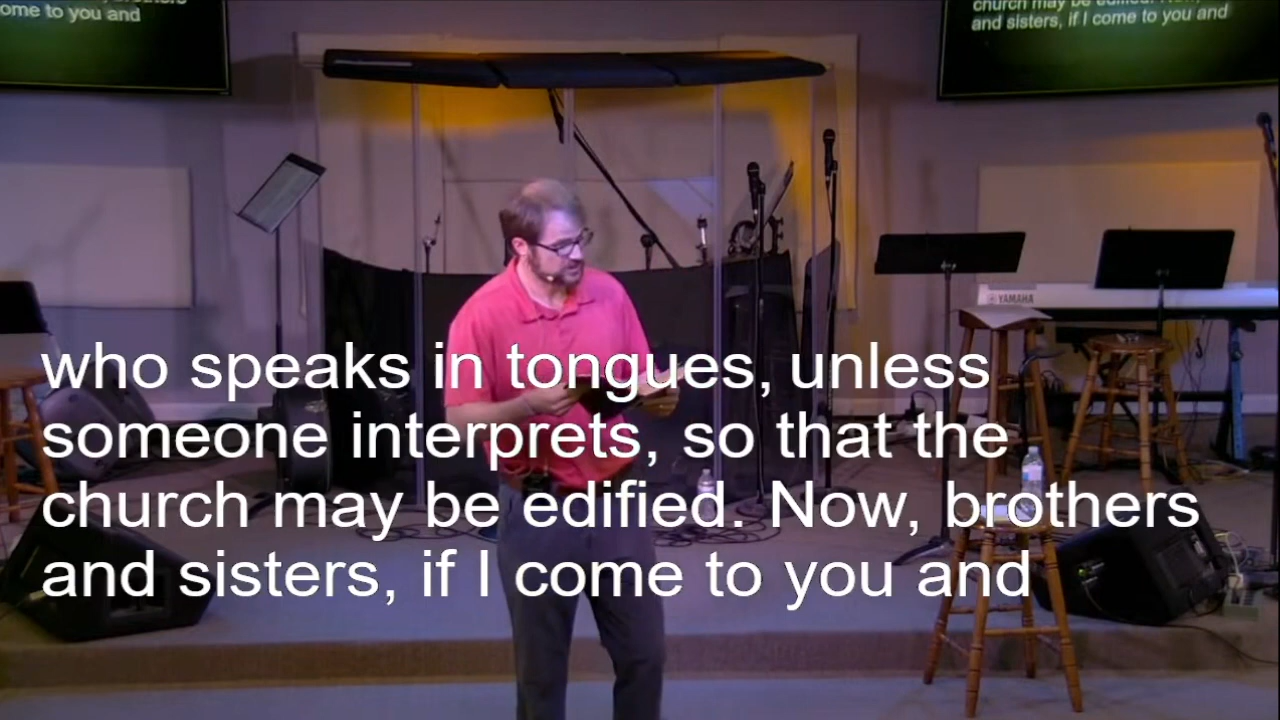 ome to you and
church may be edified. Now,
and sisters, if I come to you and
YAMAHA
who speaks in tongues, unless
someone interprets, so that the
church may be edified. Now, brothers
and sisters, if I come to you and